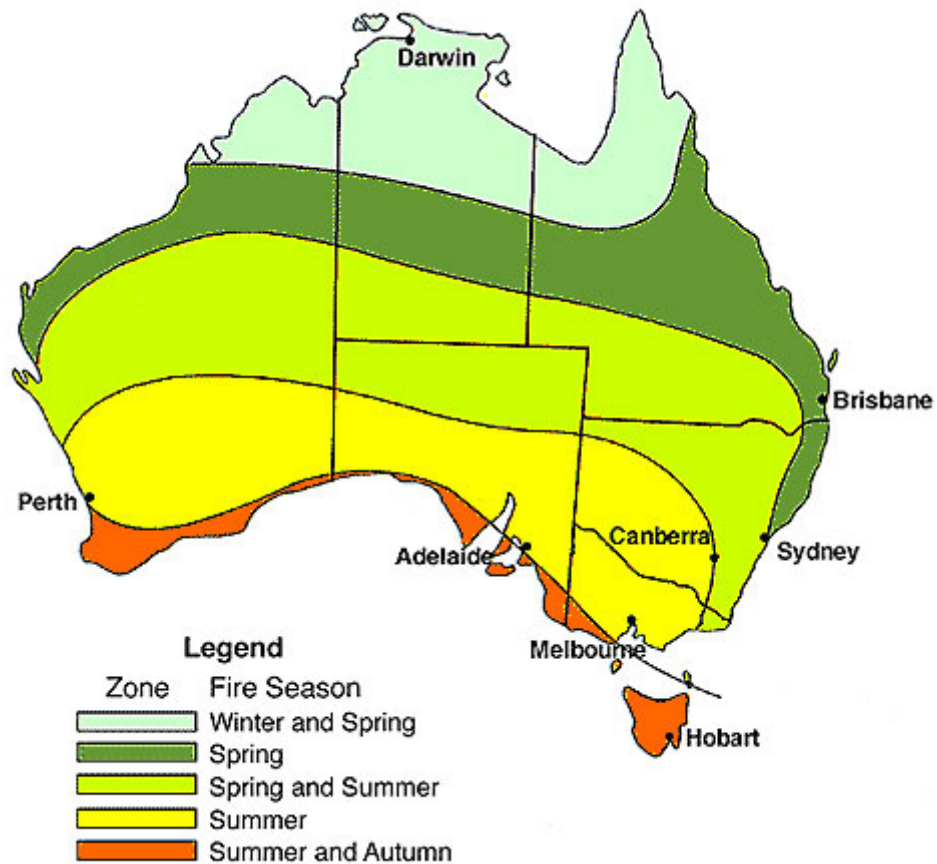 Darwin
Brisbane
Perth
Canberra
Adelaide
Sydney
Melbourne
Legend
Zone Fire Season
Hobart
Winter and Spring
Spring
Spring and Summer
Summer
Summer and Autumn